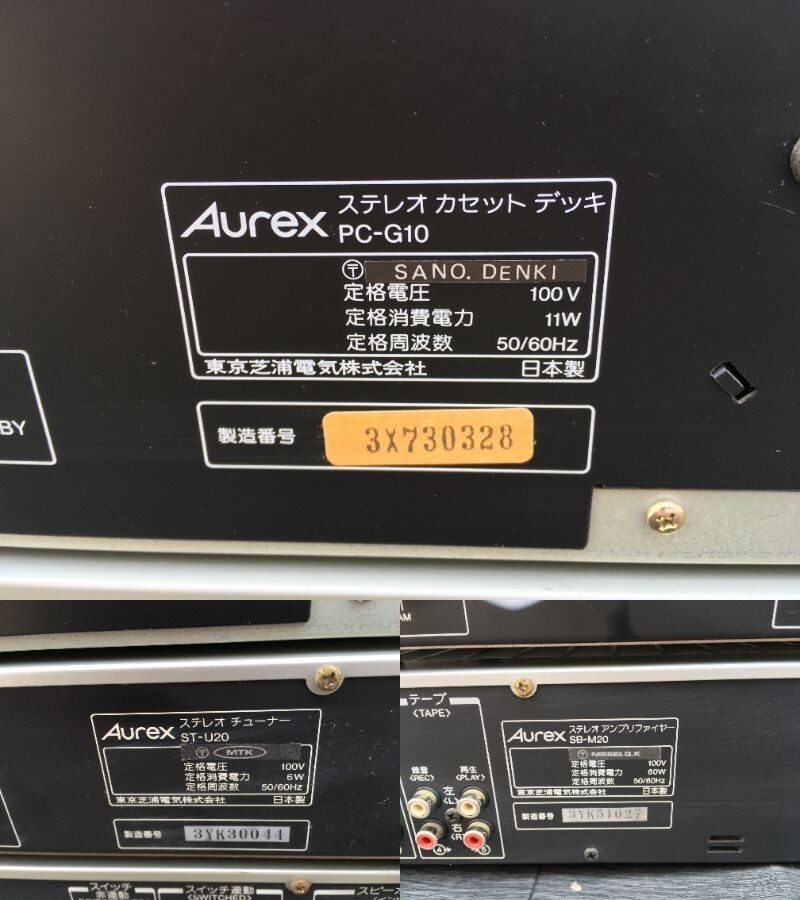 Aurex ステレオ カセット デッキ
PC-G10
〒 SANO. DENKI
定格電圧 100V
定格消費電力 11W
定格周波数 50/60Hz
東京芝浦電気株式会社 日本製
製造番号 3X730328
BY
Aurex ステレオ チューナー
ST-U20
〒 MTK
定格電圧 100V
定格消費電力 6W
定格周波数 50/60Hz
東京芝浦電気株式会社 日本製
製造番号 3YK30044
スイッチ
非連動
スイッチ連動
(SWITCHED)
AM
テープ
〈TAPE〉
録音
〈REC〉
再生
〈PLAY〉
左
右
④ ⑤
Aurex ステレオアンプリファイヤー
SB-M20
〒 NISSEI.Q.K
定格電圧 100V
定格消費電力 60W
定格周波数 50/60Hz
東京芝浦電気株式会社 日本製
製造番号 3YK51027